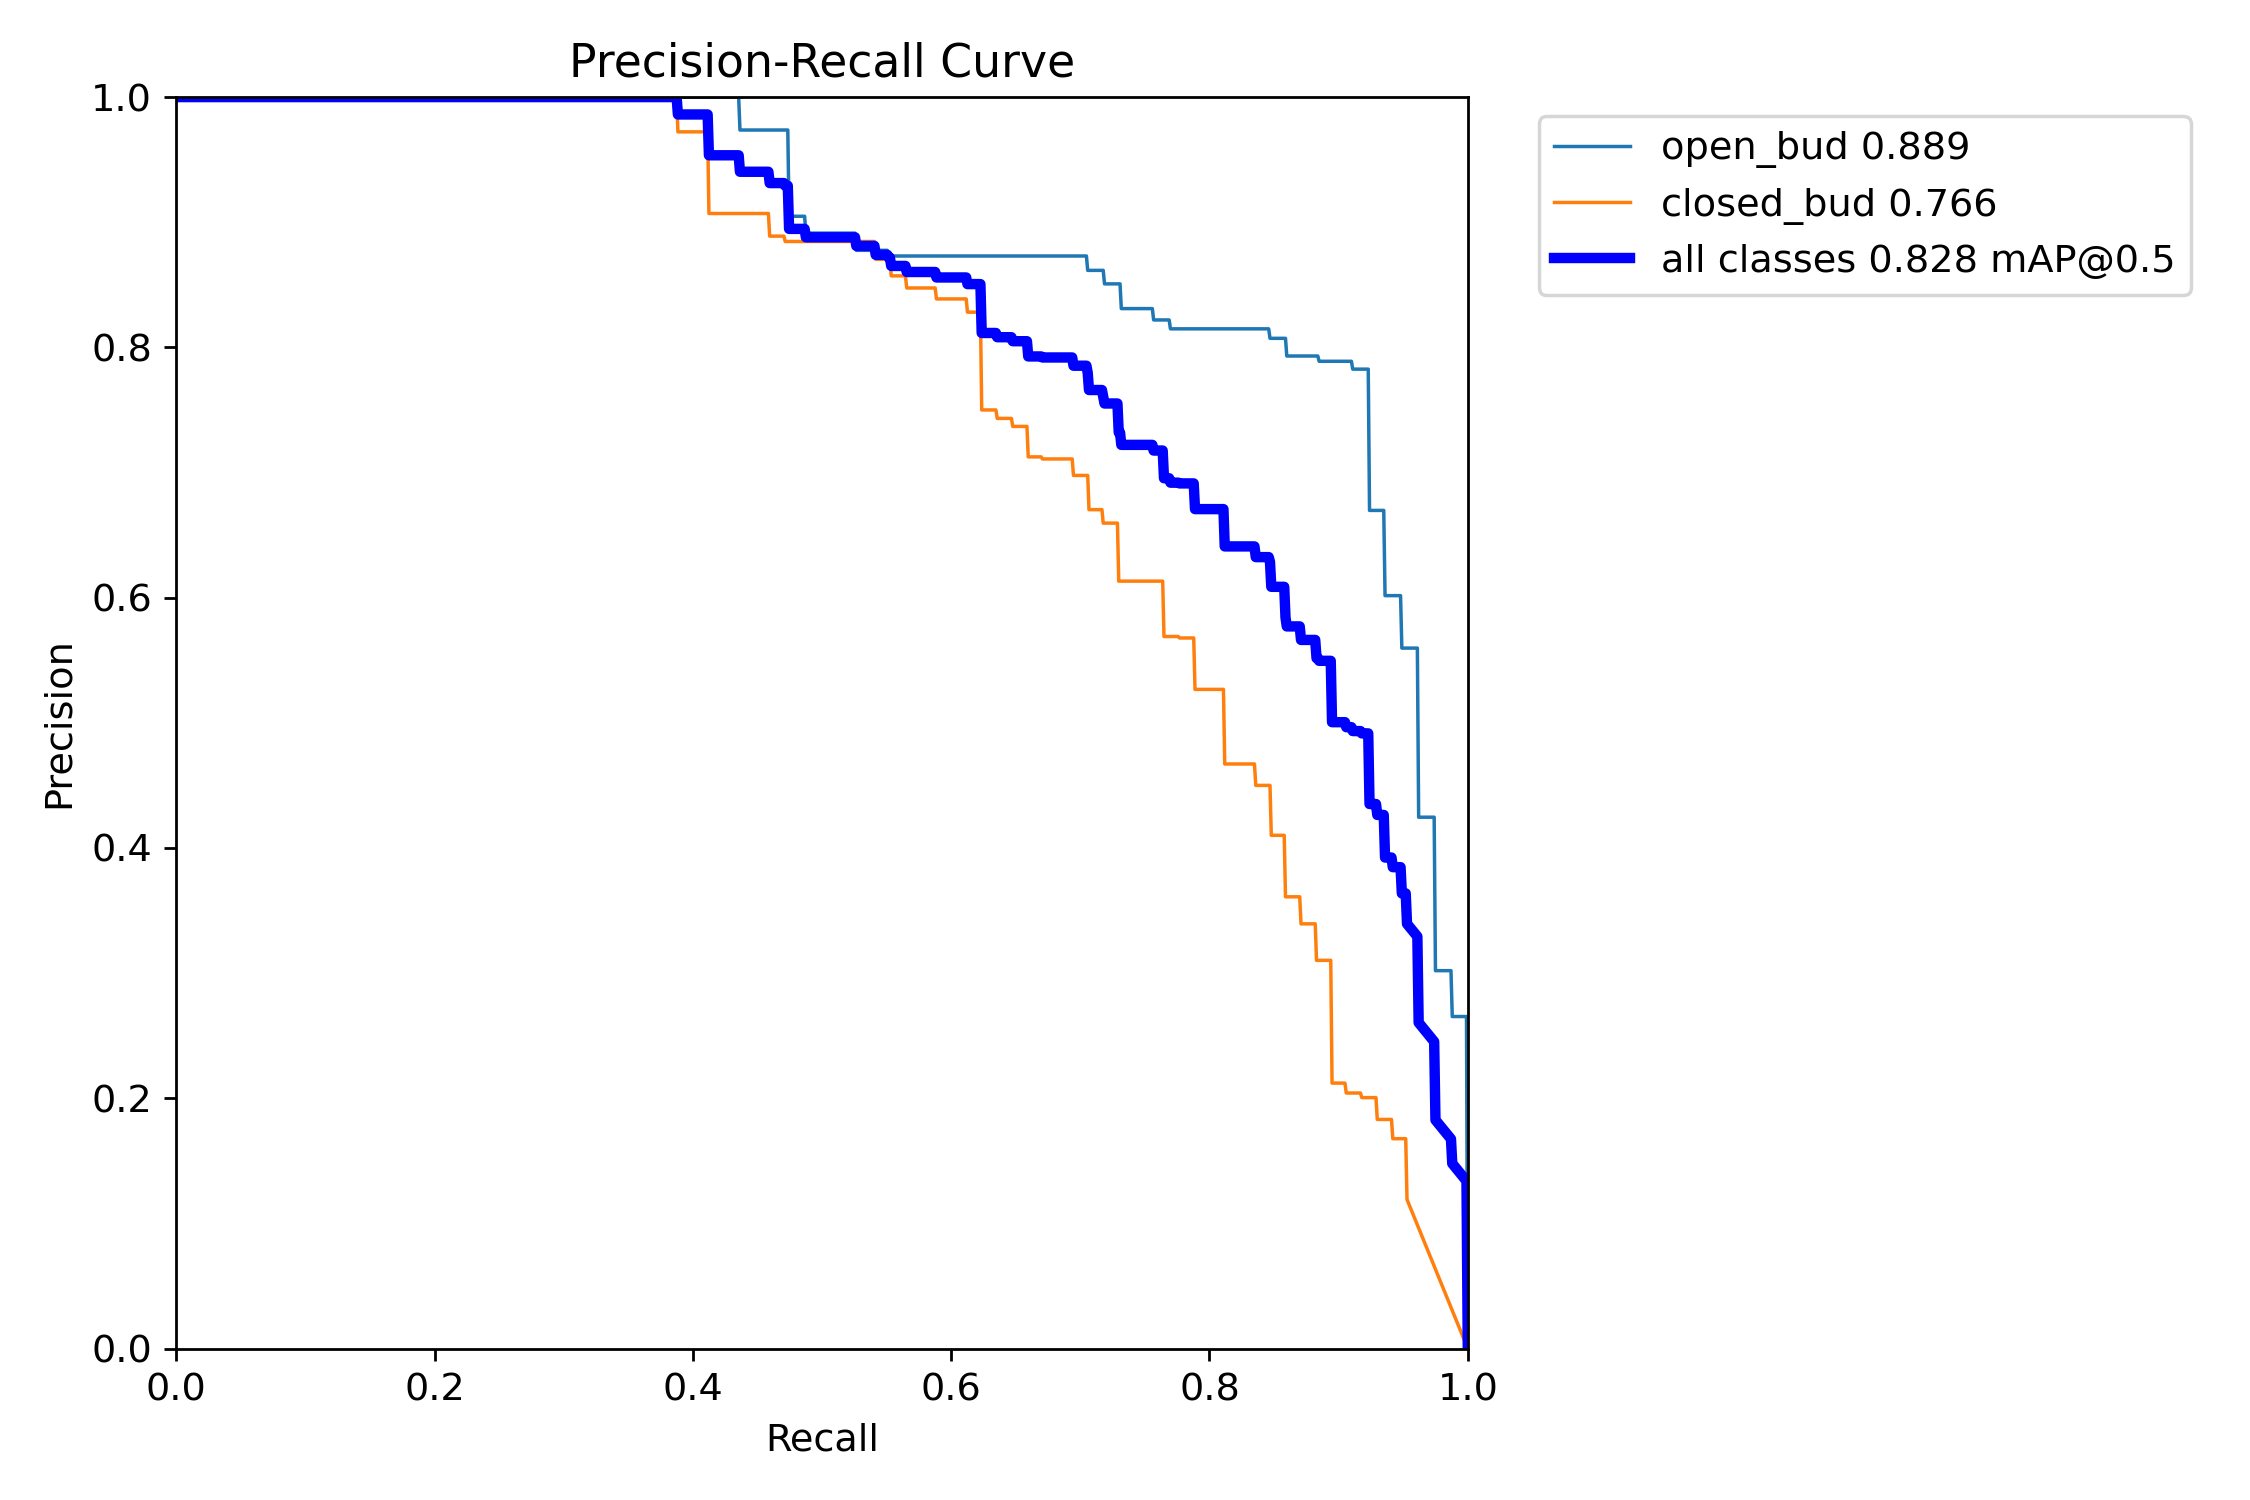 Precision-Recall Curve
1.0
0.8
0.6
0.4
0.2
0.0
Precision
0.0 0.2 0.4 0.6 0.8 1.0
Recall
open_bud 0.889
closed_bud 0.766
all classes 0.828 mAP@0.5